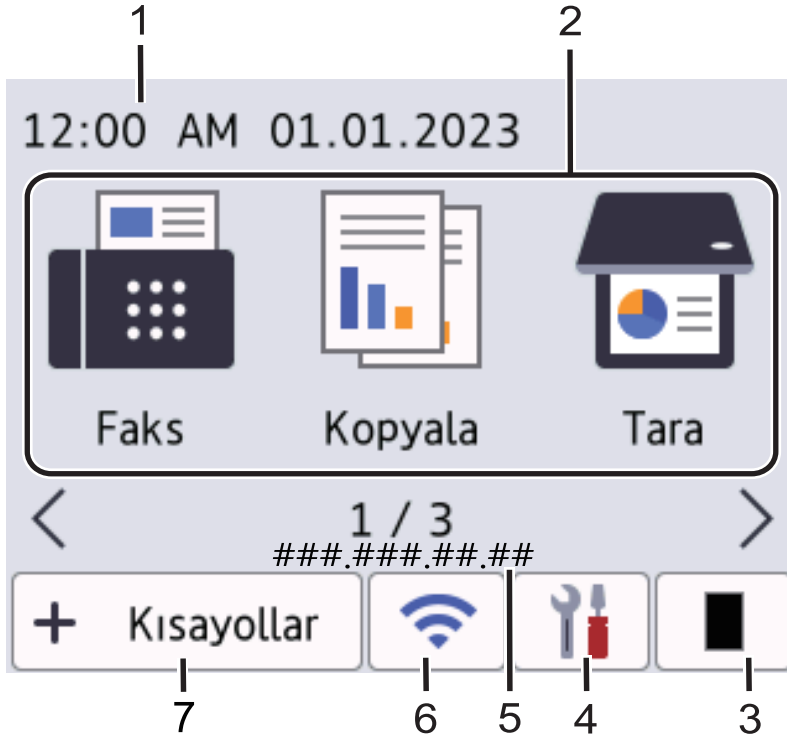 1 2
12:00 AM 01.01.2023
Faks Kopyala Tara
< 1 / 3 >
###.###.##.##
+ Kısayollar
7 6 5 4 3